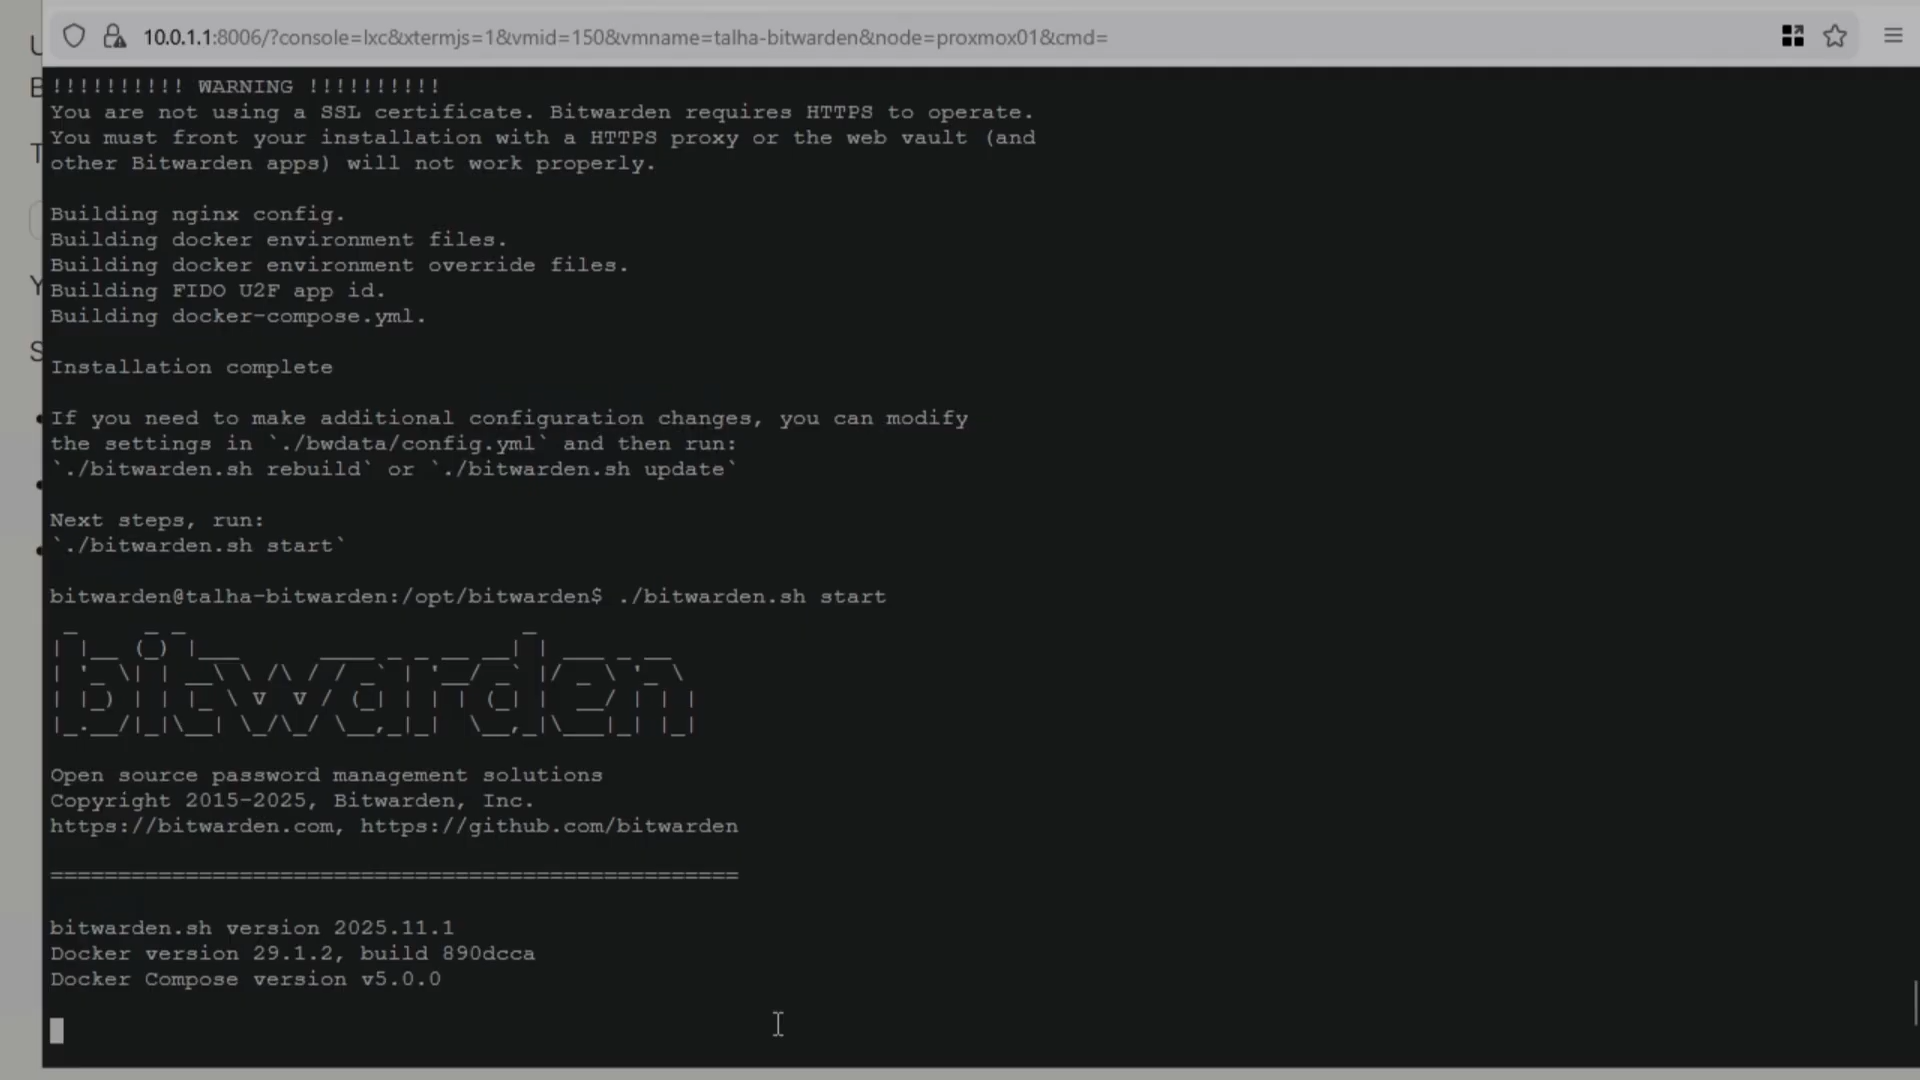 10.0.1.1:8006/?console=lxc&xtermjs=1&vmid=150&vmname=talha-bitwarden&node=proxmox01&cmd=
!!!!!!!!!! WARNING !!!!!!!!!!
You are not using a SSL certificate. Bitwarden requires HTTPS to operate.
You must front your installation with a HTTPS proxy or the web vault (and
other Bitwarden apps) will not work properly.
Building nginx config.
Building docker environment files.
Building docker environment override files.
Building FIDO U2F app id.
Building docker-compose.yml.
Installation complete
If you need to make additional configuration changes, you can modify
the settings in `./bwdata/config.yml` and then run:
`./bitwarden.sh rebuild` or `./bitwarden.sh update`
Next steps, run:
`./bitwarden.sh start`
bitwarden@talha-bitwarden:/opt/bitwarden$ ./bitwarden.sh start
bitwarden
Open source password management solutions
Copyright 2015-2025, Bitwarden, Inc.
https://bitwarden.com, https://github.com/bitwarden
===================================================
bitwarden.sh version 2025.11.1
Docker version 29.1.2, build 890dcca
Docker Compose version v5.0.0